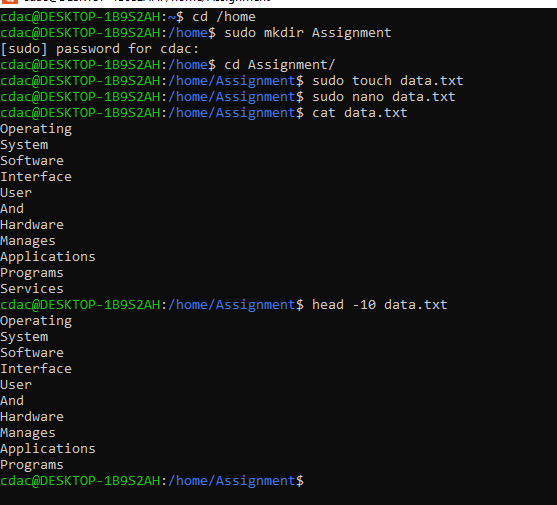 cdac@DESKTOP-1B9S2AH:~$ cd /home
cdac@DESKTOP-1B9S2AH:/home$ sudo mkdir Assignment
[sudo] password for cdac:
cdac@DESKTOP-1B9S2AH:/home$ cd Assignment/
cdac@DESKTOP-1B9S2AH:/home/Assignment$ sudo touch data.txt
cdac@DESKTOP-1B9S2AH:/home/Assignment$ sudo nano data.txt
cdac@DESKTOP-1B9S2AH:/home/Assignment$ cat data.txt
Operating
System
Software
Interface
User
And
Hardware
Manages
Applications
Programs
Services
cdac@DESKTOP-1B9S2AH:/home/Assignment$ head -10 data.txt
Operating
System
Software
Interface
User
And
Hardware
Manages
Applications
Programs
cdac@DESKTOP-1B9S2AH:/home/Assignment$